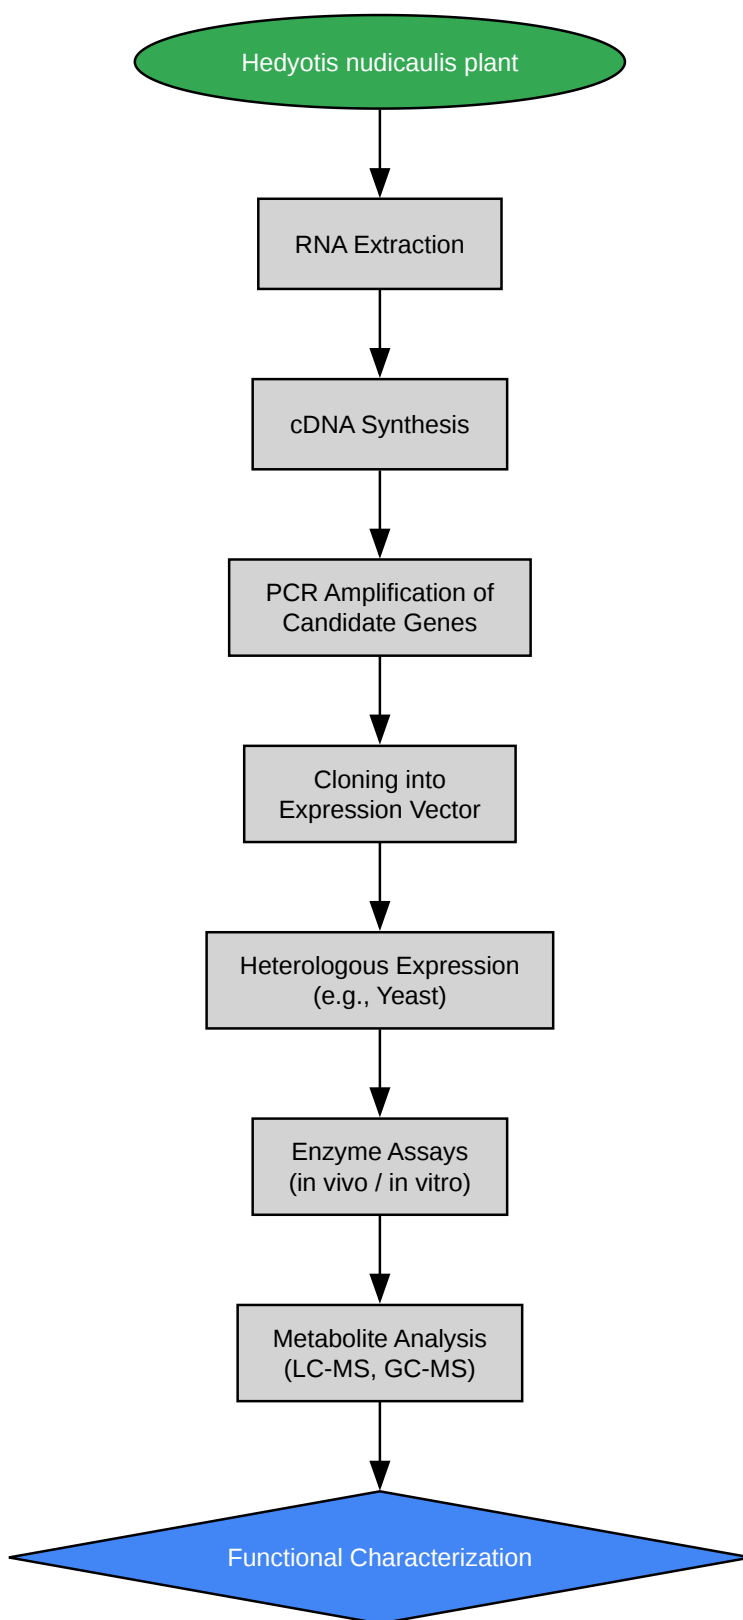 Hedyotis nudicaulis plant
RNA Extraction
cDNA Synthesis
PCR Amplification of
Candidate Genes
Cloning into
Expression Vector
Heterologous Expression
(e.g., Yeast)
Enzyme Assays
(in vivo / in vitro)
Metabolite Analysis
(LC-MS, GC-MS)
Functional Characterization